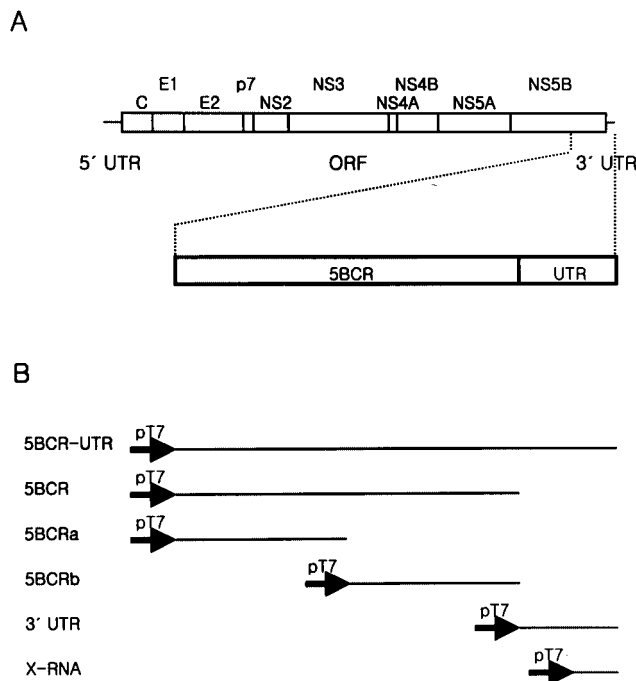 A
E1 p7 NS3 NS4B NS5B
C E2 NS2 NS4A NS5A
5´ UTR ORF 3´ UTR
5BCR UTR
B
5BCR-UTR pT7
5BCR pT7
5BCRa pT7
5BCRb pT7
3´ UTR pT7
X-RNA pT7